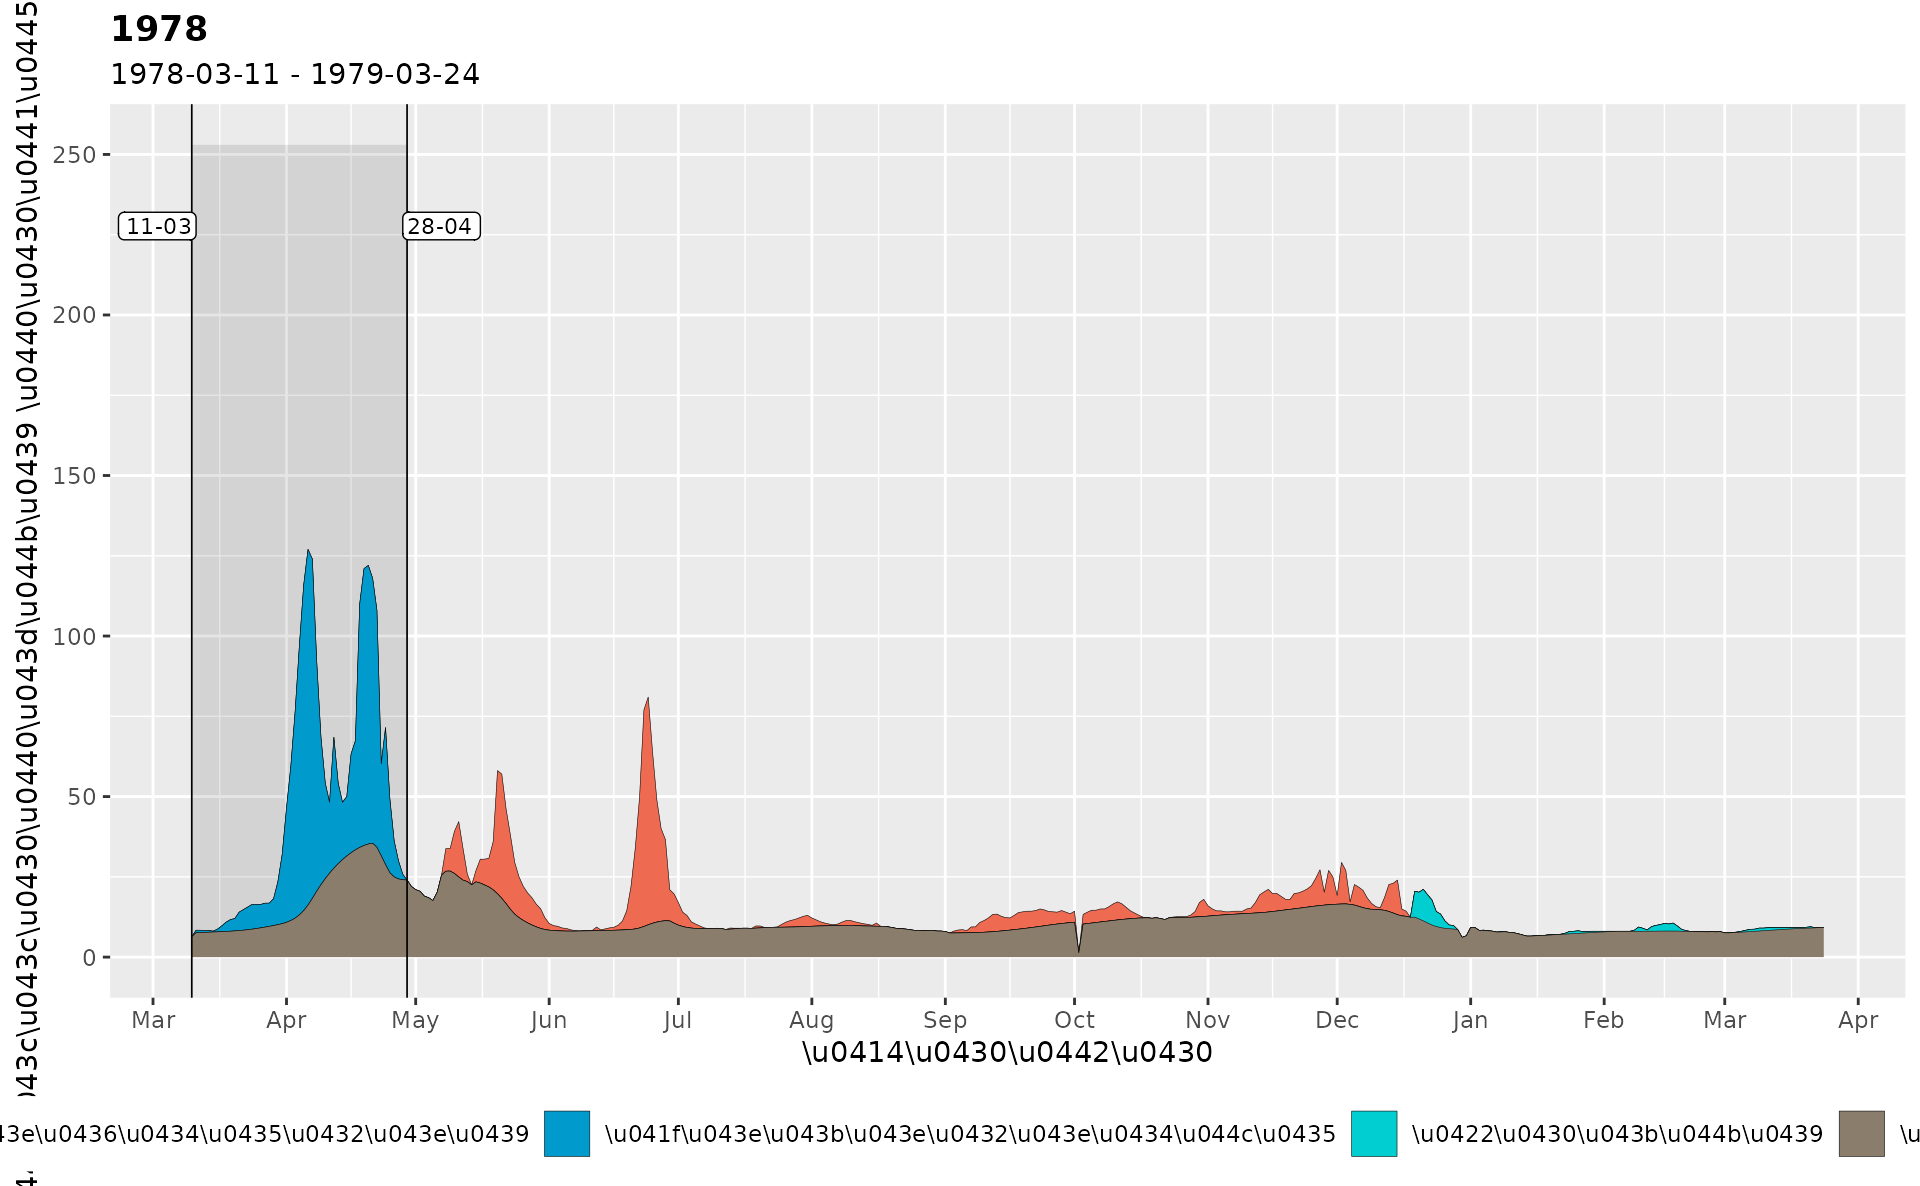 1978
1978-03-11 - 1979-03-24
\u043c\u043c\u0430\u0440\u043d\u044b\u0439 \u0440\u0430\u0441\u0445
250
200
150
100
50
0
11-03
28-04
Mar Apr May Jun Jul Aug Sep Oct Nov Dec Jan Feb Mar Apr
\u0414\u0430\u0442\u0430
43e\u0436\u0434\u0435\u0432\u043e\u0439
\u041f\u043e\u043b\u043e\u0432\u043e\u0434\u044c\u0435
\u0422\u0430\u043b\u044b\u0439
\u